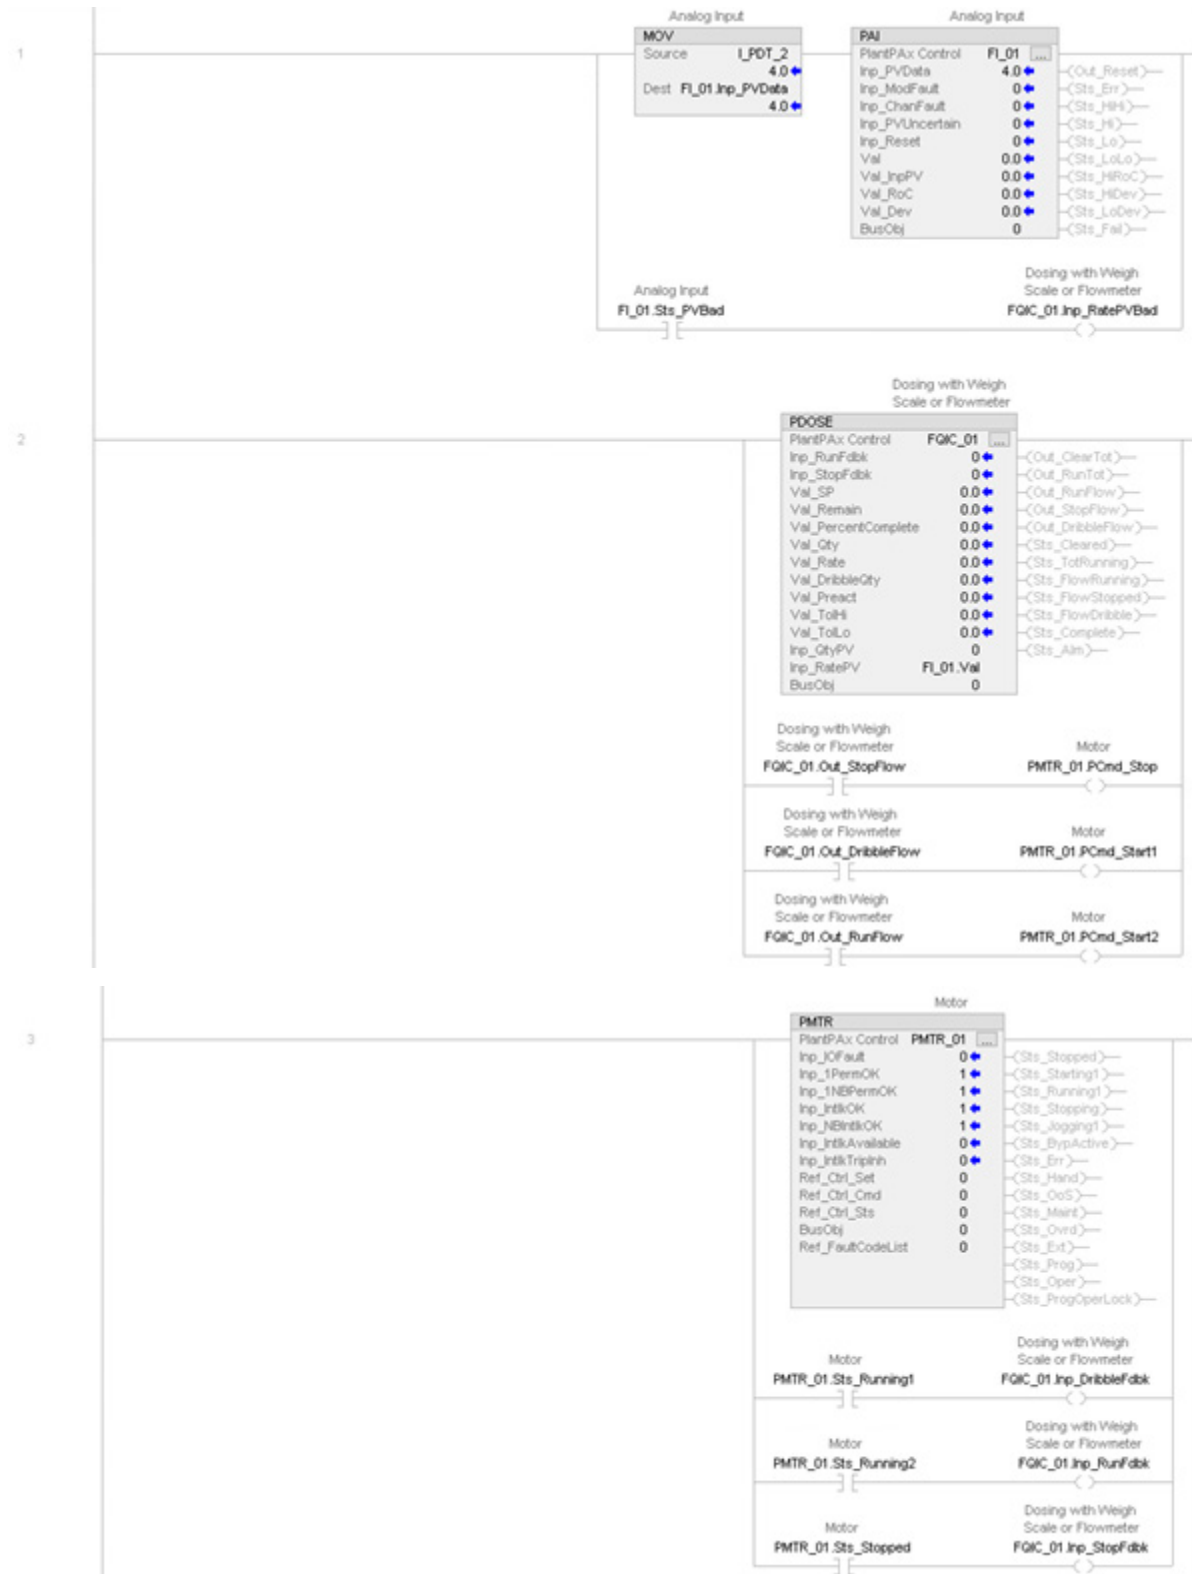 Analog Input
Analog Input
1
MOV
Source I_PDT_2
4.0
Dest FI_01.Inp_PVData
4.0
PAI
PlantPAx Control FI_01 ...
Inp_PVData 4.0 (Out_Reset)
Inp_ModFault 0 (Sts_Err)
Inp_ChanFault 0 (Sts_HiHi)
Inp_PVUncertain 0 (Sts_Hi)
Inp_Reset 0 (Sts_Lo)
Val 0.0 (Sts_LoLo)
Val_InpPV 0.0 (Sts_HiRoC)
Val_RoC 0.0 (Sts_HiDev)
Val_Dev 0.0 (Sts_LoDev)
BusObj 0 (Sts_Fail)
Analog Input
FI_01.Sts_PVBad
Dosing with Weigh
Scale or Flowmeter
FQIC_01.Inp_RatePVBad
Dosing with Weigh
Scale or Flowmeter
2
PDOSE
PlantPAx Control FQIC_01 ...
Inp_RunFdbk 0 (Out_ClearTot)
Inp_StopFdbk 0 (Out_RunTot)
Val_SP 0.0 (Out_RunFlow)
Val_Remain 0.0 (Out_StopFlow)
Val_PercentComplete 0.0 (Out_DribbleFlow)
Val_Qty 0.0 (Sts_Cleared)
Val_Rate 0.0 (Sts_TotRunning)
Val_DribbleQty 0.0 (Sts_FlowRunning)
Val_Preact 0.0 (Sts_FlowStopped)
Val_TolHi 0.0 (Sts_FlowDribble)
Val_TolLo 0.0 (Sts_Complete)
Inp_QtyPV 0 (Sts_Alm)
Inp_RatePV FI_01.Val
BusObj 0
Dosing with Weigh
Scale or Flowmeter
FQIC_01.Out_StopFlow
Motor
PMTR_01.PCmd_Stop
Dosing with Weigh
Scale or Flowmeter
FQIC_01.Out_DribbleFlow
Motor
PMTR_01.PCmd_Start1
Dosing with Weigh
Scale or Flowmeter
FQIC_01.Out_RunFlow
Motor
PMTR_01.PCmd_Start2
Motor
3
PMTR
PlantPAx Control PMTR_01 ...
Inp_IOFault 0 (Sts_Stopped)
Inp_1PermOK 1 (Sts_Starting1)
Inp_1NBPermOK 1 (Sts_Running1)
Inp_IntlkOK 1 (Sts_Stopping)
Inp_NBIntlkOK 1 (Sts_Jogging1)
Inp_IntlkAvailable 0 (Sts_BypActive)
Inp_IntlkTripInh 0 (Sts_Err)
Ref_Ctrl_Set 0 (Sts_Hand)
Ref_Ctrl_Cmd 0 (Sts_OoS)
Ref_Ctrl_Sts 0 (Sts_Maint)
BusObj 0 (Sts_Ovrd)
Ref_FaultCodeList 0 (Sts_Ext)
(Sts_Prog)
(Sts_Oper)
(Sts_ProgOperLock)
Motor
PMTR_01.Sts_Running1
Dosing with Weigh
Scale or Flowmeter
FQIC_01.Inp_DribbleFdbk
Motor
PMTR_01.Sts_Running2
Dosing with Weigh
Scale or Flowmeter
FQIC_01.Inp_RunFdbk
Motor
PMTR_01.Sts_Stopped
Dosing with Weigh
Scale or Flowmeter
FQIC_01.Inp_StopFdbk